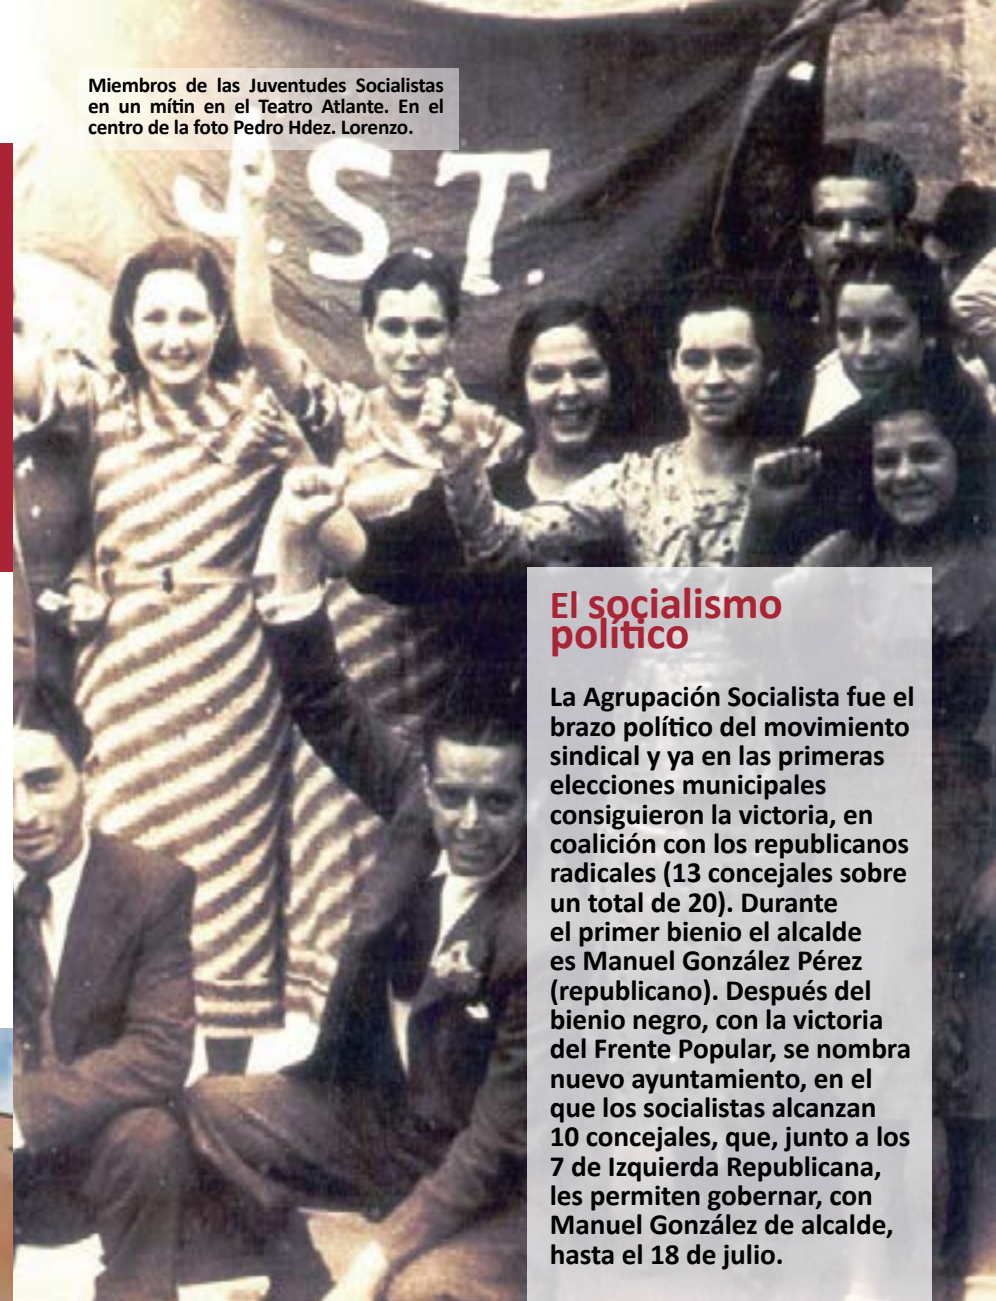 Miembros de las Juventudes Socialistas
en un mítin en el Teatro Atlante. En el
centro de la foto Pedro Hdez. Lorenzo.
J.S.T.
El socialismo
político
La Agrupación Socialista fue el
brazo político del movimiento
sindical y ya en las primeras
elecciones municipales
consiguieron la victoria, en
coalición con los republicanos
radicales (13 concejales sobre
un total de 20). Durante
el primer bienio el alcalde
es Manuel González Pérez
(republicano). Después del
bienio negro, con la victoria
del Frente Popular, se nombra
nuevo ayuntamiento, en el
que los socialistas alcanzan
10 concejales, que, junto a los
7 de Izquierda Republicana,
les permiten gobernar, con
Manuel González de alcalde,
hasta el 18 de julio.